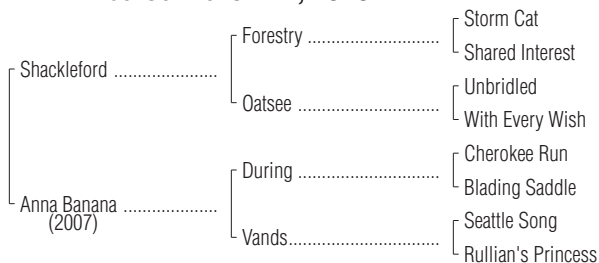 Storm Cat
Forestry
Shared Interest
Shackleford
Unbridled
Oatsee
With Every Wish
Cherokee Run
During
Blading Saddle
Anna Banana
(2007)
Seattle Song
Vands
Rullian's Princess